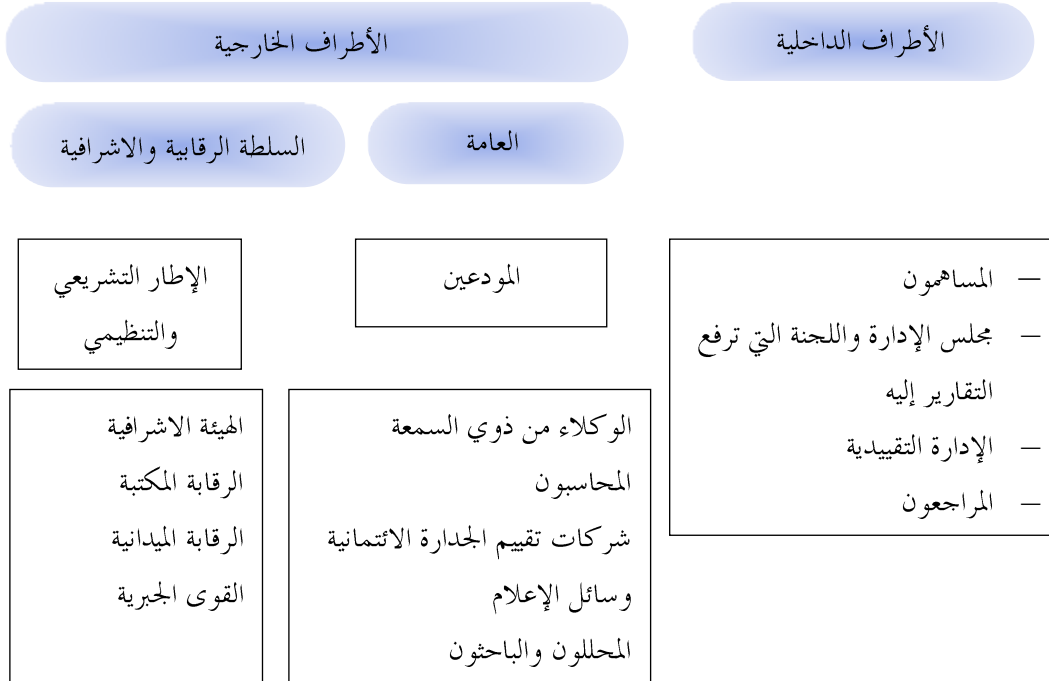 الأطراف الداخلية
الأطراف الخارجية
العامة
السلطة الرقابية والاشرافية
– المساهمون
– مجلس الإدارة واللجنة التي ترفع
التقارير إليه
– الإدارة التقييدية
– المراجعون
المودعين
الوكلاء من ذوي السمعة
المحاسبون
شركات تقييم الجدارة الائتمانية
وسائل الإعلام
المحللون والباحثون
الإطار التشريعي
والتنظيمي
الهيئة الاشرافية
الرقابة المكتبة
الرقابة الميدانية
القوى الجبرية